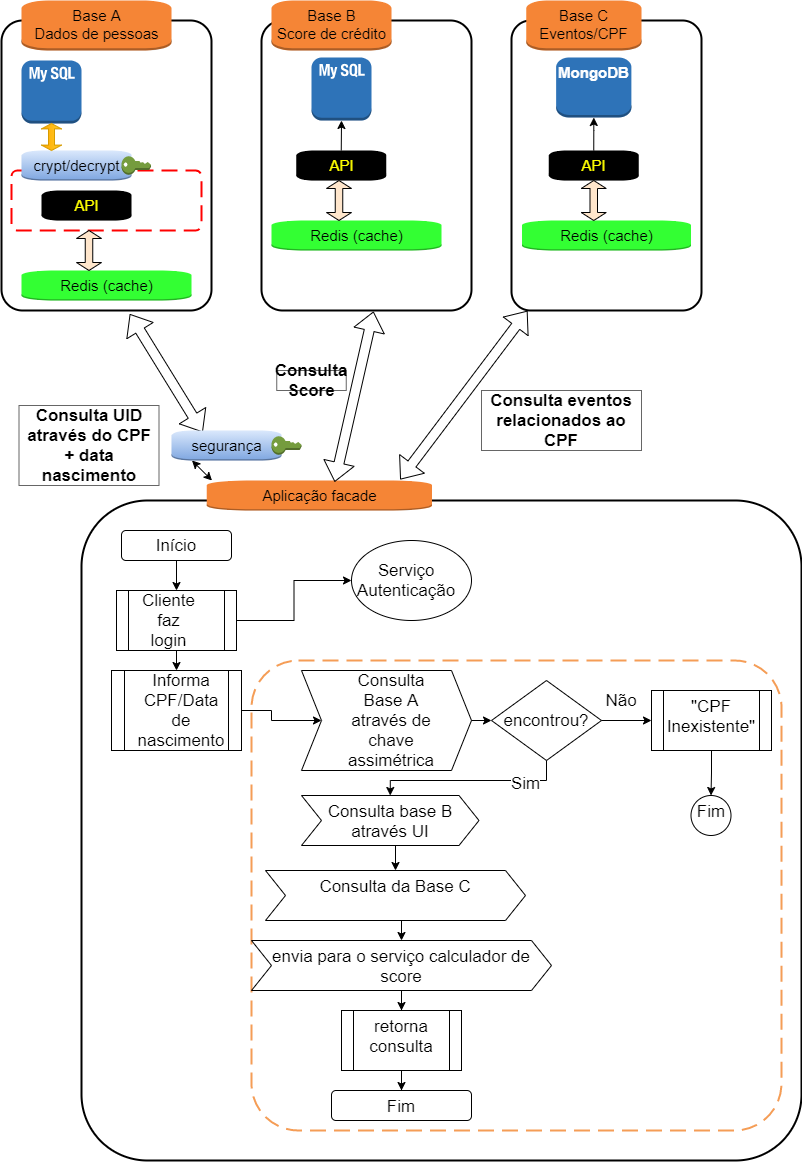 Base A
Dados de pessoas
Base B
Score de crédito
Base C
Eventos/CPF
My SQL
My SQL
MongoDB
crypt/decrypt
API
API
API
Redis (cache)
Redis (cache)
Redis (cache)
Consulta
Score
Consulta UID
através do CPF
+ data
nascimento
Consulta eventos
relacionados ao
CPF
segurança
Aplicação facade
Início
Serviço
Autenticação
Cliente
faz
login
Informa
CPF/Data
de
nascimento
Consulta
Base A
através de
chave
assimétrica
encontrou?
Não
"CPF
Inexistente"
Fim
Sim
Consulta base B
através UI
Consulta da Base C
envia para o serviço calculador de
score
retorna
consulta
Fim